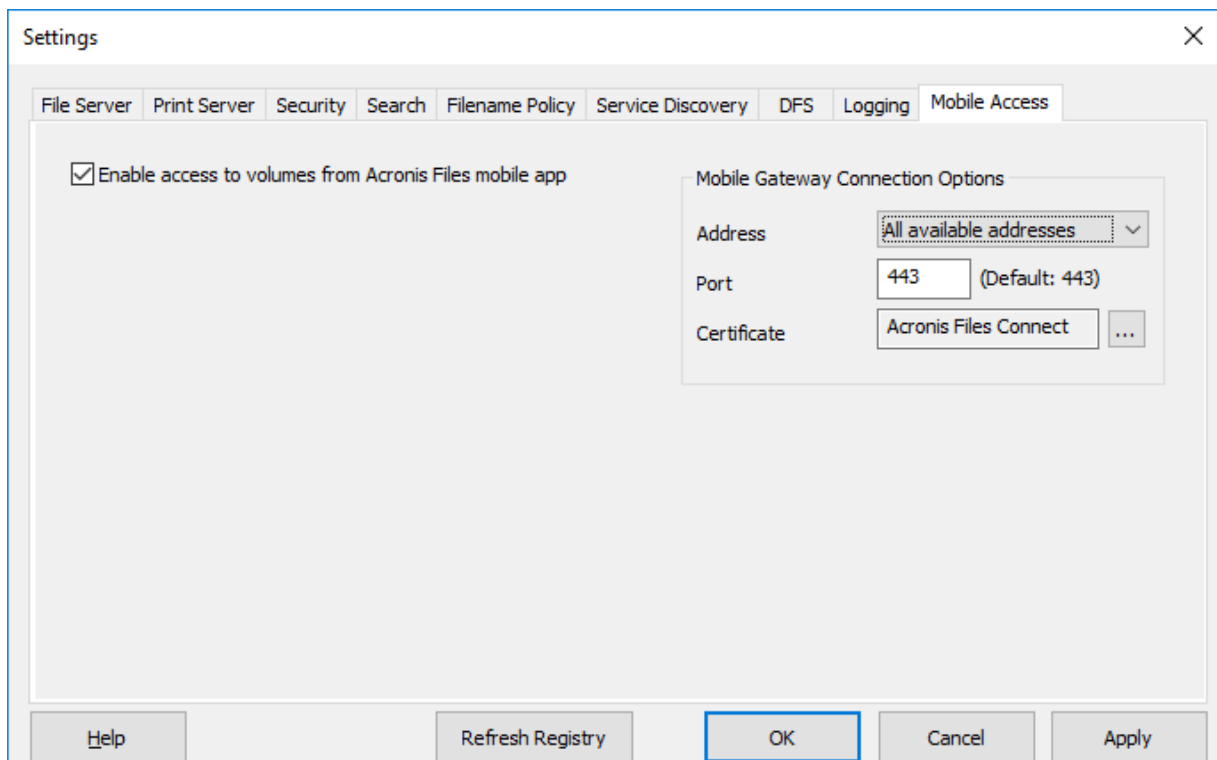 Settings
File Server Print Server Security Search Filename Policy Service Discovery DFS Logging Mobile Access
Enable access to volumes from Acronis Files mobile app
Mobile Gateway Connection Options
Address All available addresses
Port 443 (Default: 443)
Certificate Acronis Files Connect ...
Help Refresh Registry OK Cancel Apply